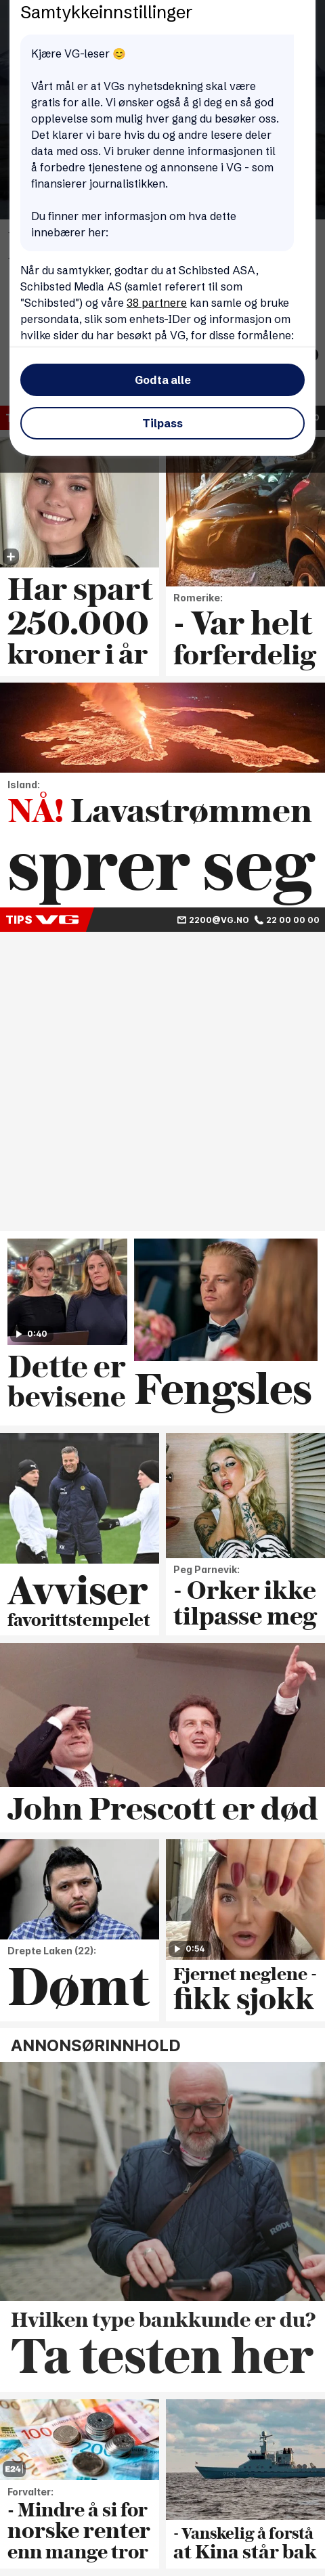 Samtykkeinnstillinger
Kjære VG-leser 😊
Vårt mål er at VGs nyhetsdekning skal være
gratis for alle. Vi ønsker også å gi deg en så god
opplevelse som mulig hver gang du besøker oss.
Det klarer vi bare hvis du og andre lesere deler
data med oss. Vi bruker denne informasjonen til
å forbedre tjenestene og annonsene i VG - som
finansierer journalistikken.
Du finner mer informasjon om hva dette
innebærer her:
Når du samtykker, godtar du at Schibsted ASA,
Schibsted Media AS (samlet referert til som
"Schibsted") og våre 38 partnere kan samle og bruke
persondata, slik som enhets-IDer og informasjon om
hvilke sider du har besøkt på VG, for disse formålene:
Godta alle
Tilpass
Har spart
250.000
kroner i år
Romerike:
- Var helt
forferdelig
Island:
NÅ! Lavastrømmen
sprer seg
TIPS VG 2200@VG.NO 22 00 00 00
0:40
Dette er
bevisene
Fengsles
Avviser
favorittstempelet
Peg Parnevik:
- Orker ikke
tilpasse meg
John Prescott er død
Drepte Laken (22):
Dømt
0:54
Fjernet neglene -
fikk sjokk
ANNONSØRINNHOLD
Hvilken type bankkunde er du?
Ta testen her
E24
Forvalter:
- Mindre å si for
norske renter
enn mange tror
- Vanskelig å forstå
at Kina står bak